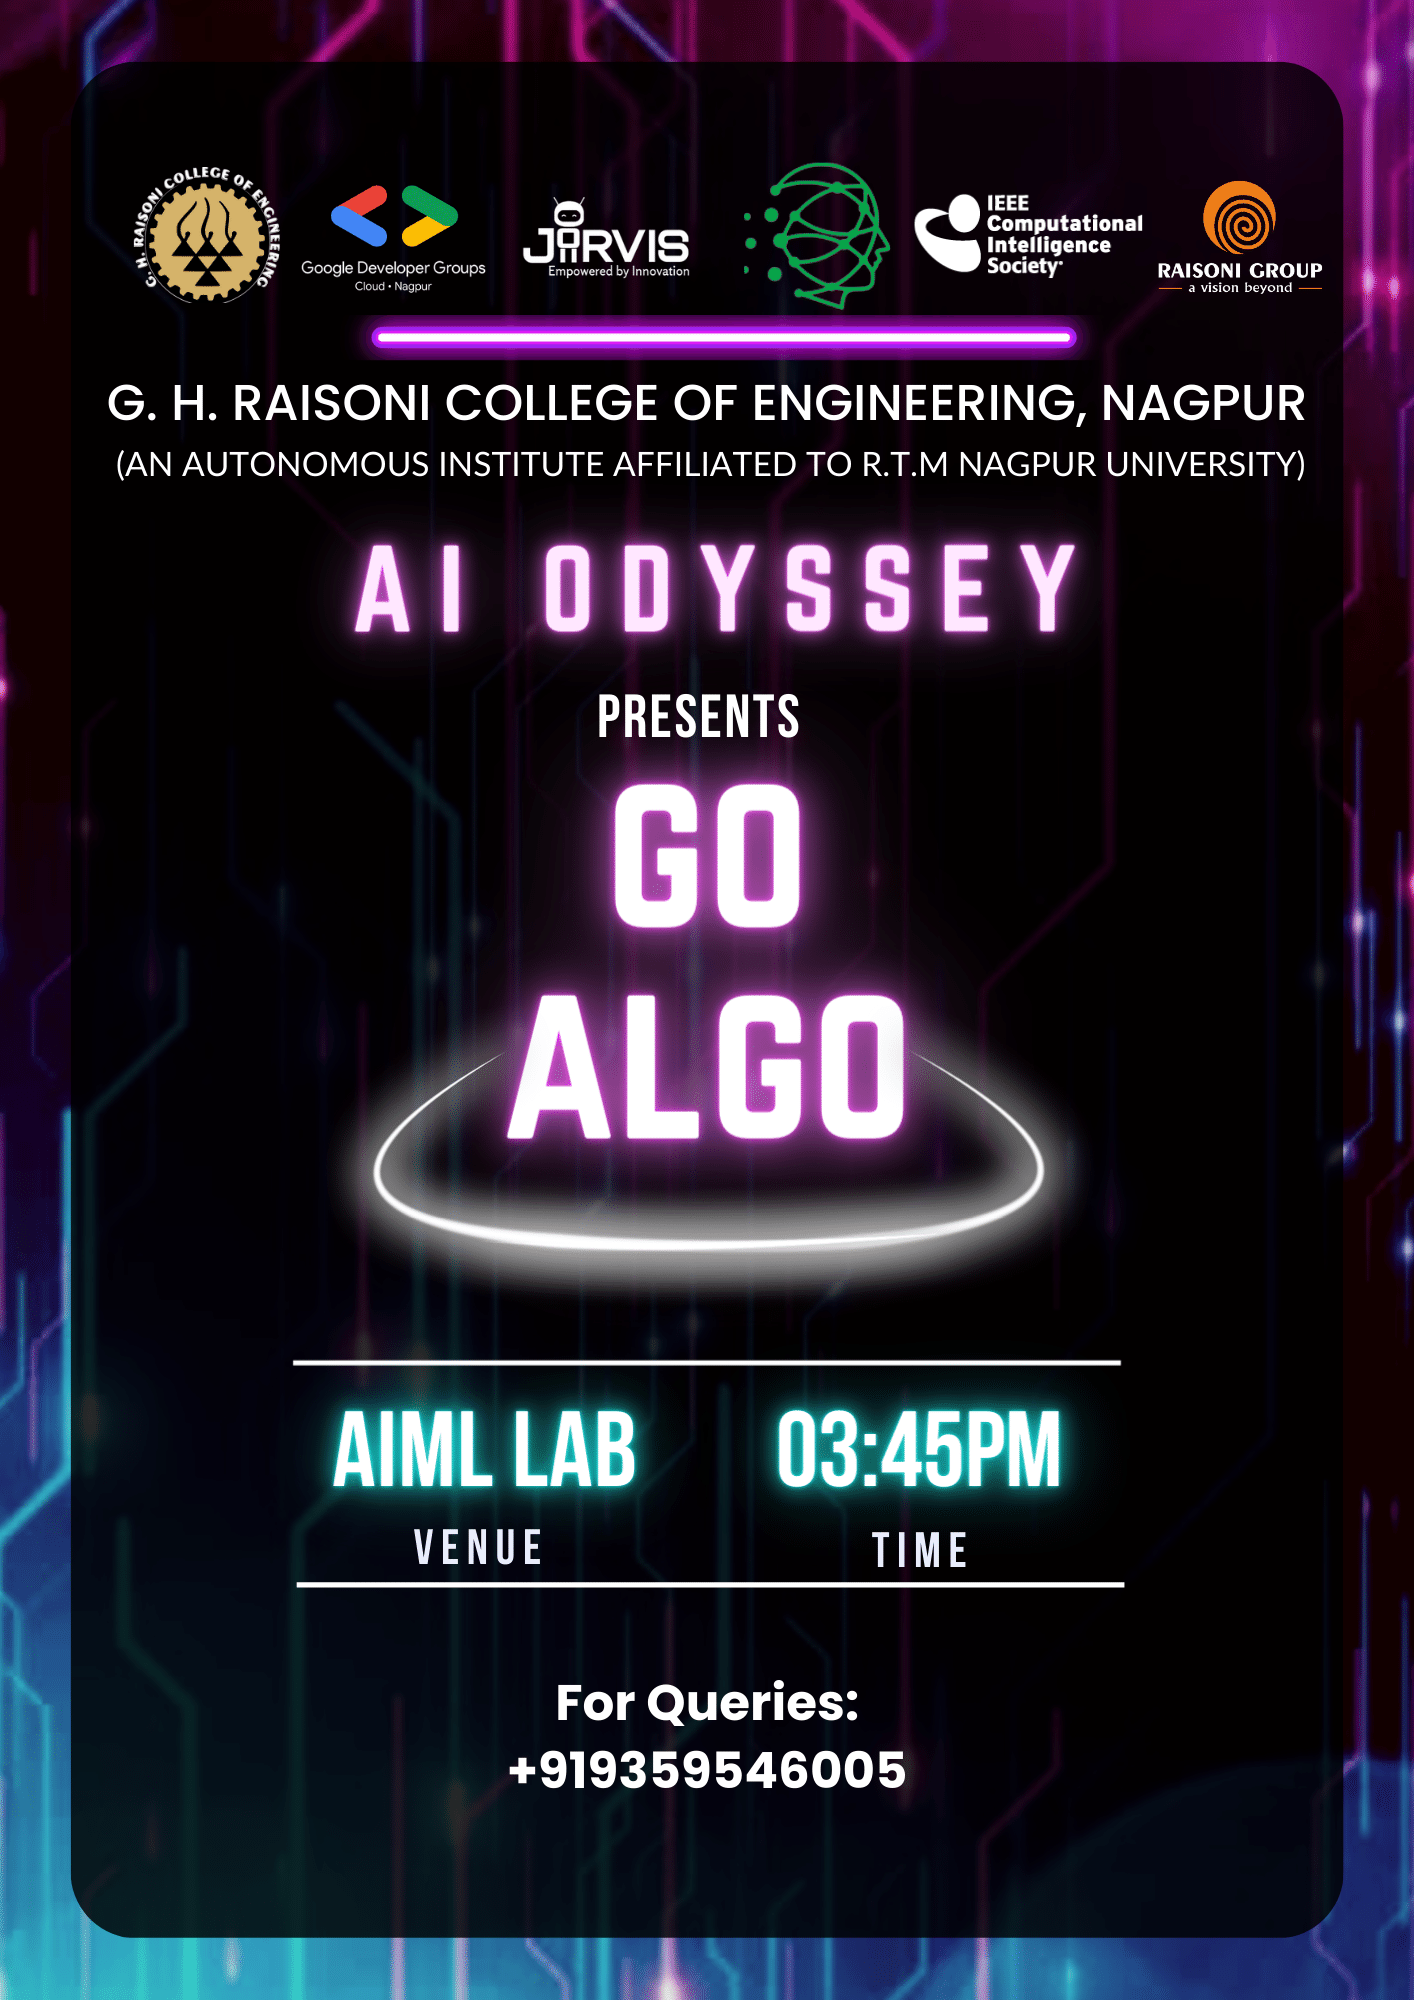 G. H. RAISONI COLLEGE OF ENGINEERING
Google Developer Groups
Cloud • Nagpur
JARVIS
Empowered by Innovation
IEEE
Computational
Intelligence
Society
RAISONI GROUP
a vision beyond
G. H. RAISONI COLLEGE OF ENGINEERING, NAGPUR
(AN AUTONOMOUS INSTITUTE AFFILIATED TO R.T.M NAGPUR UNIVERSITY)
AI ODYSSEY
PRESENTS
GO
ALGO
AIML LAB 03:45PM
VENUE TIME
For Queries:
+919359546005